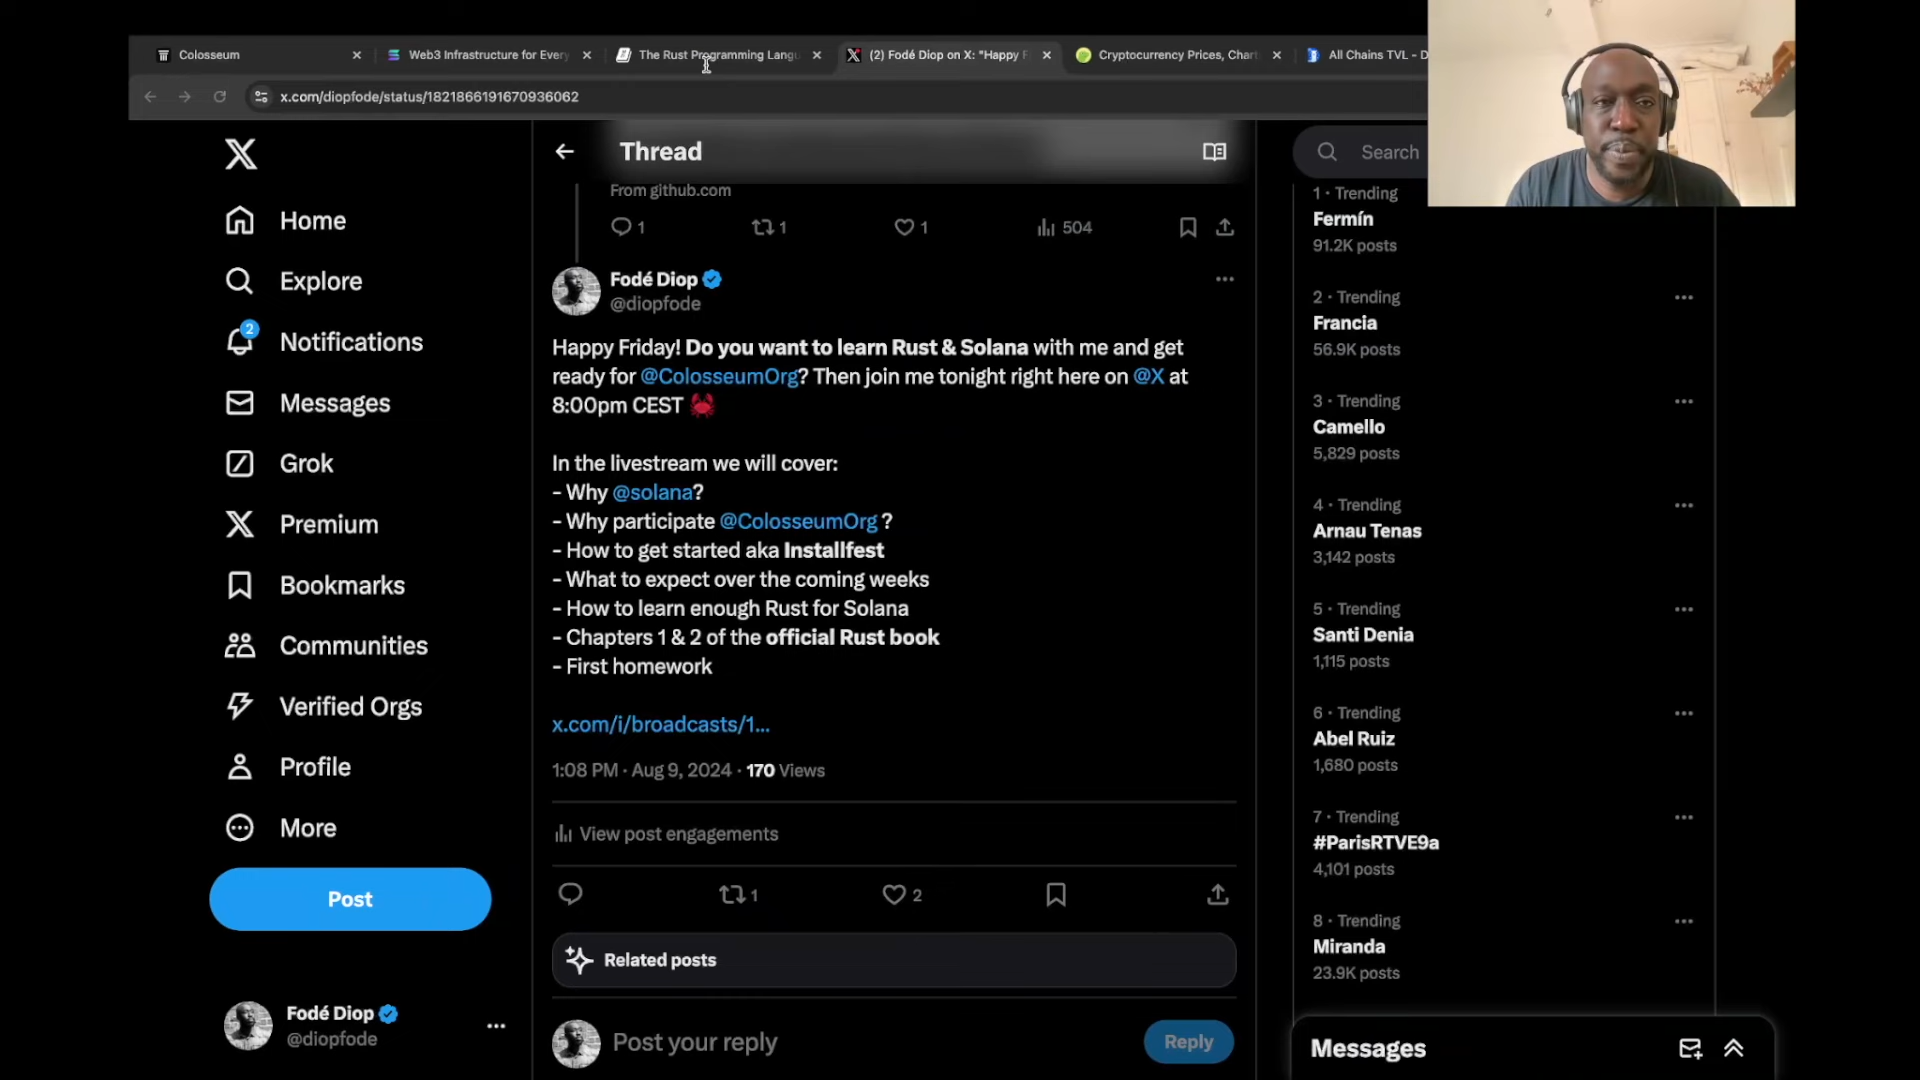 Colosseum
Web3 Infrastructure for Every
The Rust Programming Langu
(2) Fodé Diop on X: "Happy F
Cryptocurrency Prices, Chart
All Chains TVL - D
x.com/diopfode/status/1821866191670936062
Thread
Search
From github.com
1
1
1
504
Home
Explore
2
Notifications
Messages
Grok
Premium
Bookmarks
Communities
Verified Orgs
Profile
More
Post
Fodé Diop
@diopfode
Fodé Diop
@diopfode
Happy Friday! Do you want to learn Rust & Solana with me and get
ready for @ColosseumOrg? Then join me tonight right here on @X at
8:00pm CEST 🦀
In the livestream we will cover:
- Why @solana?
- Why participate @ColosseumOrg ?
- How to get started aka Installfest
- What to expect over the coming weeks
- How to learn enough Rust for Solana
- Chapters 1 & 2 of the official Rust book
- First homework
x.com/i/broadcasts/1...
1:08 PM · Aug 9, 2024 · 170 Views
View post engagements
1
2
Related posts
Post your reply
Reply
1 · Trending
Fermín
91.2K posts
2 · Trending
Francia
56.9K posts
3 · Trending
Camello
5,829 posts
4 · Trending
Arnau Tenas
3,142 posts
5 · Trending
Santi Denia
1,115 posts
6 · Trending
Abel Ruiz
1,680 posts
7 · Trending
#ParisRTVE9a
4,101 posts
8 · Trending
Miranda
23.9K posts
Messages